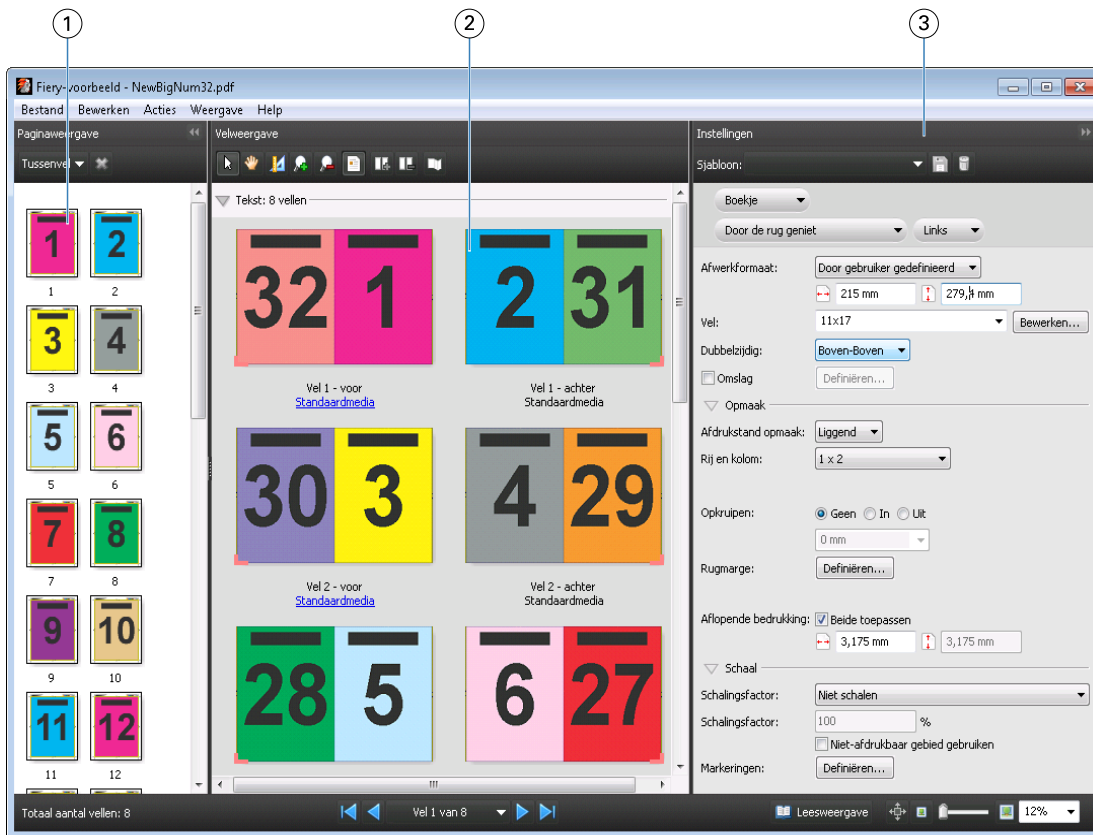 1 2 3
Fiery-voorbeeld - NewBigNum32.pdf
Bestand Bewerken Acties Weergave Help
Paginaweergave
Tussenvel
1 2
1 2
3 4
3 4
5 6
5 6
7 8
7 8
9 10
9 10
11 12
11 12
Velweergave
Tekst: 8 vellen
32 1 2 31
Vel 1 - voor Vel 1 - achter
Standaardmedia Standaardmedia
30 3 4 29
Vel 2 - voor Vel 2 - achter
Standaardmedia Standaardmedia
28 5 6 27
Instellingen
Sjabloon:
Boekje
Door de rug geniet Links
Afwerkformaat: Door gebruiker gedefinieerd
215 mm 279,4 mm
Vel: 11x17 Bewerken...
Dubbelzijdig: Boven-Boven
Omslag Definiëren...
Opmaak
Afdrukstand opmaak: Liggend
Rij en kolom: 1 x 2
Opkruipen: Geen In Uit
0 mm
Rugmarge: Definiëren...
Aflopende bedrukking: Beide toepassen
3,175 mm 3,175 mm
Schaal
Schalingsfactor: Niet schalen
Schalingsfactor: 100 %
Niet-afdrukbaar gebied gebruiken
Markeringen: Definiëren...
Totaal aantal vellen: 8 Vel 1 van 8 Leesweergave 12%